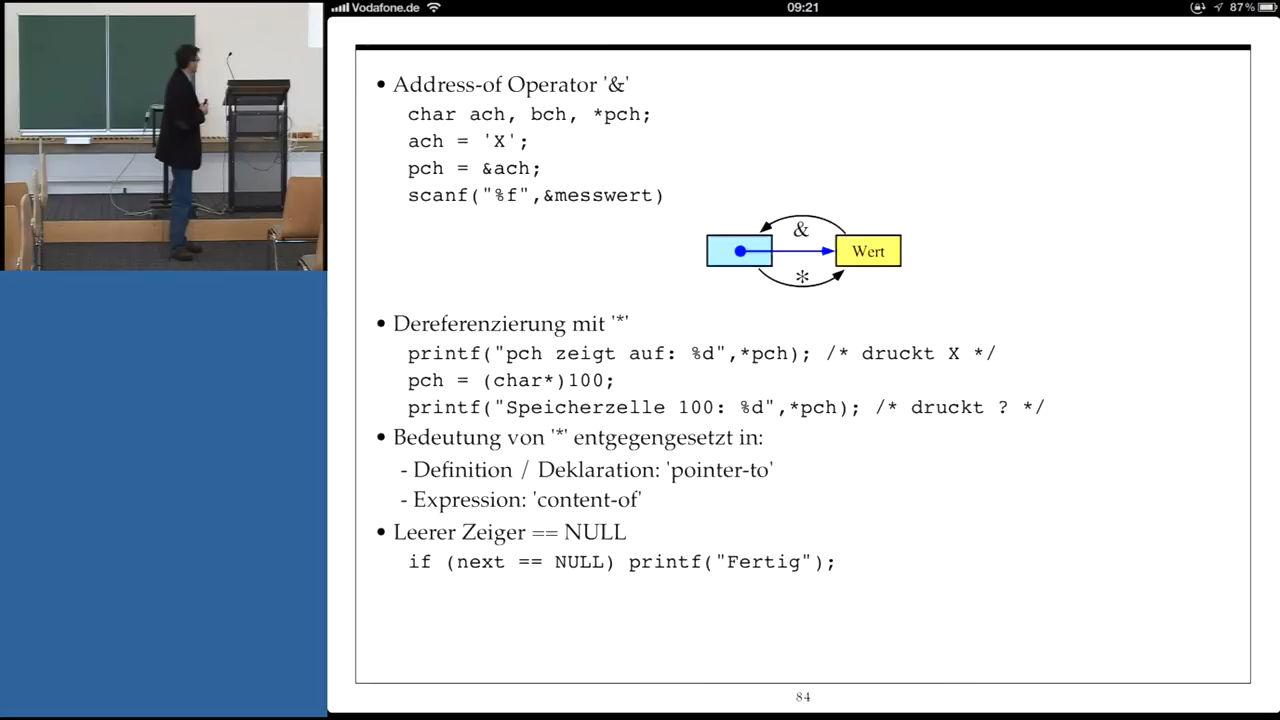 Vodafone.de
09:21
87%
• Address-of Operator '&'
char ach, bch, *pch;
ach = 'X';
pch = &ach;
scanf("%f",&messwert)
&
Wert
*
• Dereferenzierung mit '*'
printf("pch zeigt auf: %d",*pch); /* druckt X */
pch = (char*)100;
printf("Speicherzelle 100: %d",*pch); /* druckt ? */
• Bedeutung von '*' entgegengesetzt in:
- Definition / Deklaration: 'pointer-to'
- Expression: 'content-of'
• Leerer Zeiger == NULL
if (next == NULL) printf("Fertig");
84